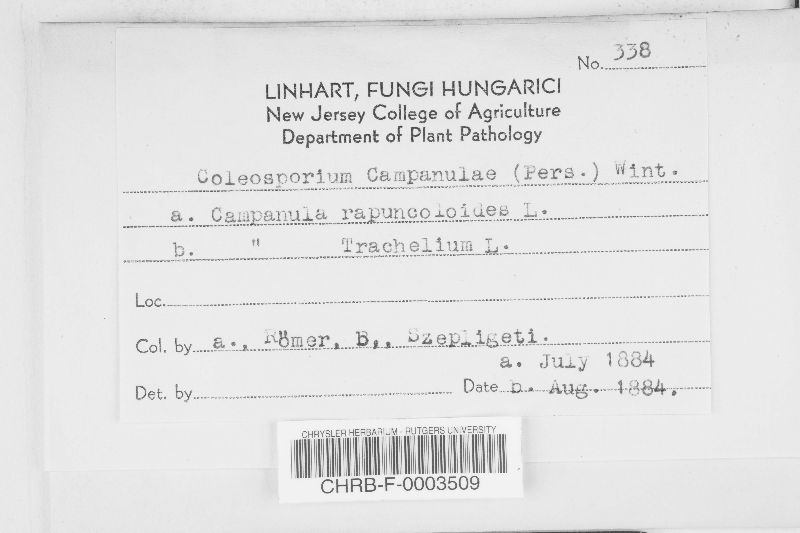 No. 338
LINHART, FUNGI HUNGARICI
New Jersey College of Agriculture
Department of Plant Pathology
Coleosporium Campanulae (Pers.) Wint.
a. Campanula rapuncoloides L.
b. " Trachelium L.
Loc.
Col. by a., Römer, B,, Szepligeti.
a. July 1884
Det. by Date b. Aug. 1884.
CHRYSLER HERBARIUM - RUTGERS UNIVERSITY
CHRB-F-0003509